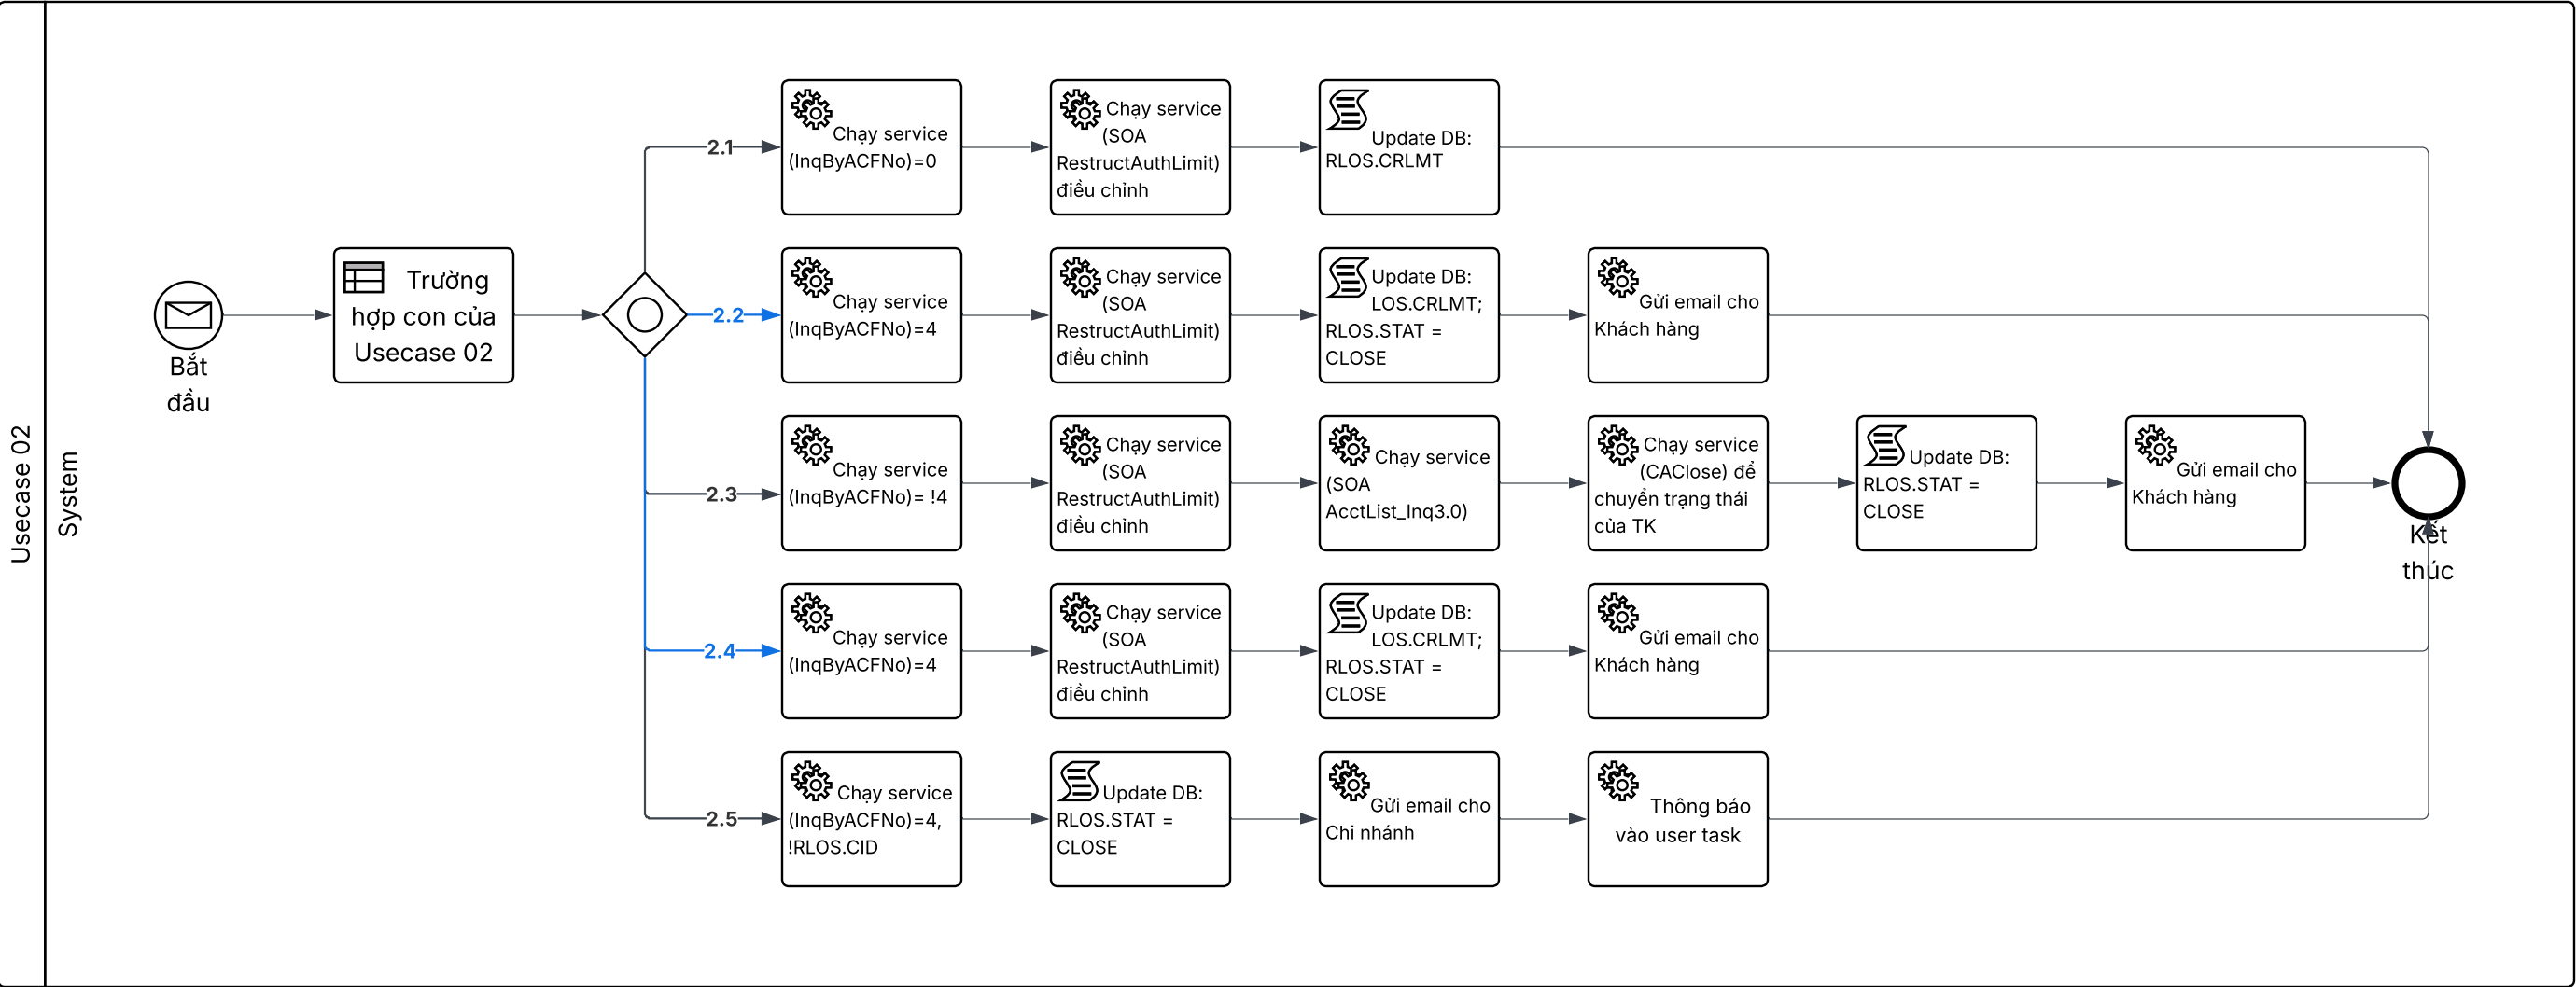 Usecase 02
System
Bắt
đầu
Trường
hợp con của
Usecase 02
2.1
Chạy service
(InqByACFNo)=0
Chạy service
(SOA
RestructAuthLimit)
điều chỉnh
Update DB:
RLOS.CRLMT
2.2
Chạy service
(InqByACFNo)=4
Chạy service
(SOA
RestructAuthLimit)
điều chỉnh
Update DB:
LOS.CRLMT;
RLOS.STAT =
CLOSE
Gửi email cho
Khách hàng
2.3
Chạy service
(InqByACFNo)= !4
Chạy service
(SOA
RestructAuthLimit)
điều chỉnh
Chạy service
(SOA
AcctList_Inq3.0)
Chạy service
(CAClose) để
chuyển trạng thái
của TK
Update DB:
RLOS.STAT =
CLOSE
Gửi email cho
Khách hàng
Kết
thúc
2.4
Chạy service
(InqByACFNo)=4
Chạy service
(SOA
RestructAuthLimit)
điều chỉnh
Update DB:
LOS.CRLMT;
RLOS.STAT =
CLOSE
Gửi email cho
Khách hàng
2.5
Chạy service
(InqByACFNo)=4,
!RLOS.CID
Update DB:
RLOS.STAT =
CLOSE
Gửi email cho
Chi nhánh
Thông báo
vào user task